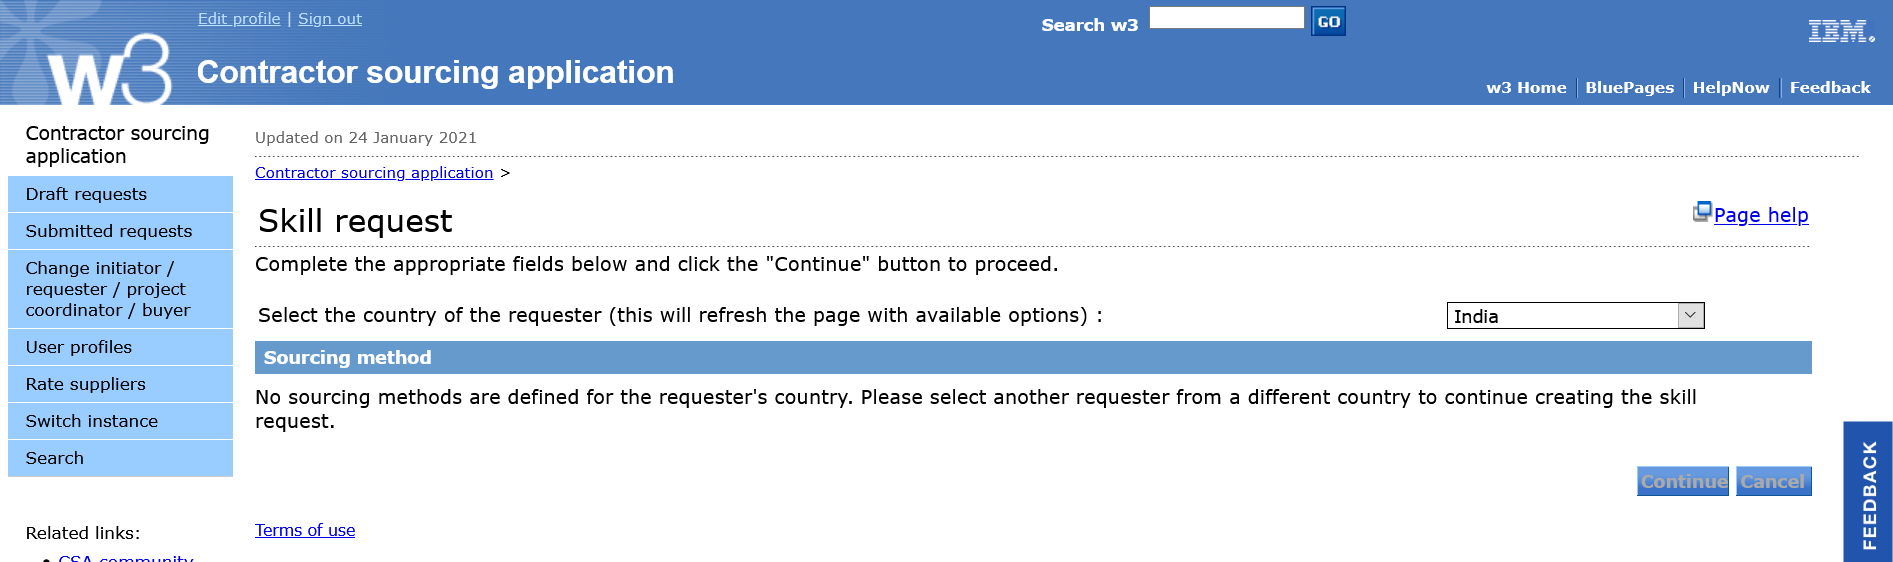 Edit profile | Sign out
Search w3
GO
IBM.
w3
Contractor sourcing application
w3 Home
BluePages
HelpNow
Feedback
Contractor sourcing
application
Draft requests
Submitted requests
Change initiator /
requester / project
coordinator / buyer
User profiles
Rate suppliers
Switch instance
Search
Related links:
• CSA community
Updated on 24 January 2021
Contractor sourcing application >
Skill request
Page help
Complete the appropriate fields below and click the "Continue" button to proceed.
Select the country of the requester (this will refresh the page with available options) :
India
Sourcing method
No sourcing methods are defined for the requester's country. Please select another requester from a different country to continue creating the skill
request.
Continue
Cancel
Terms of use
FEEDBACK